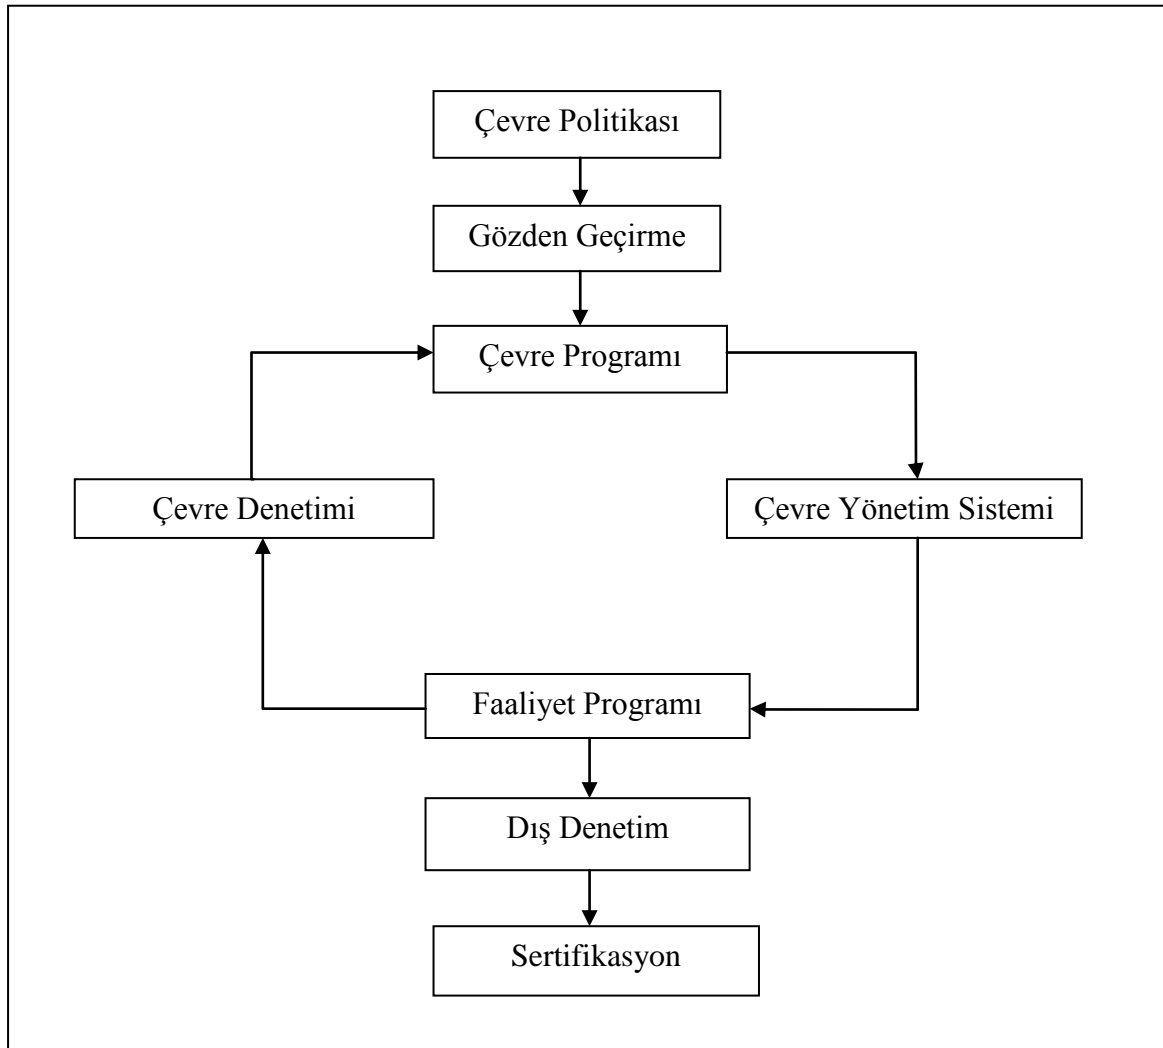 Çevre Politikası
Gözden Geçirme
Çevre Programı
Çevre Denetimi
Çevre Yönetim Sistemi
Faaliyet Programı
Dış Denetim
Sertifikasyon